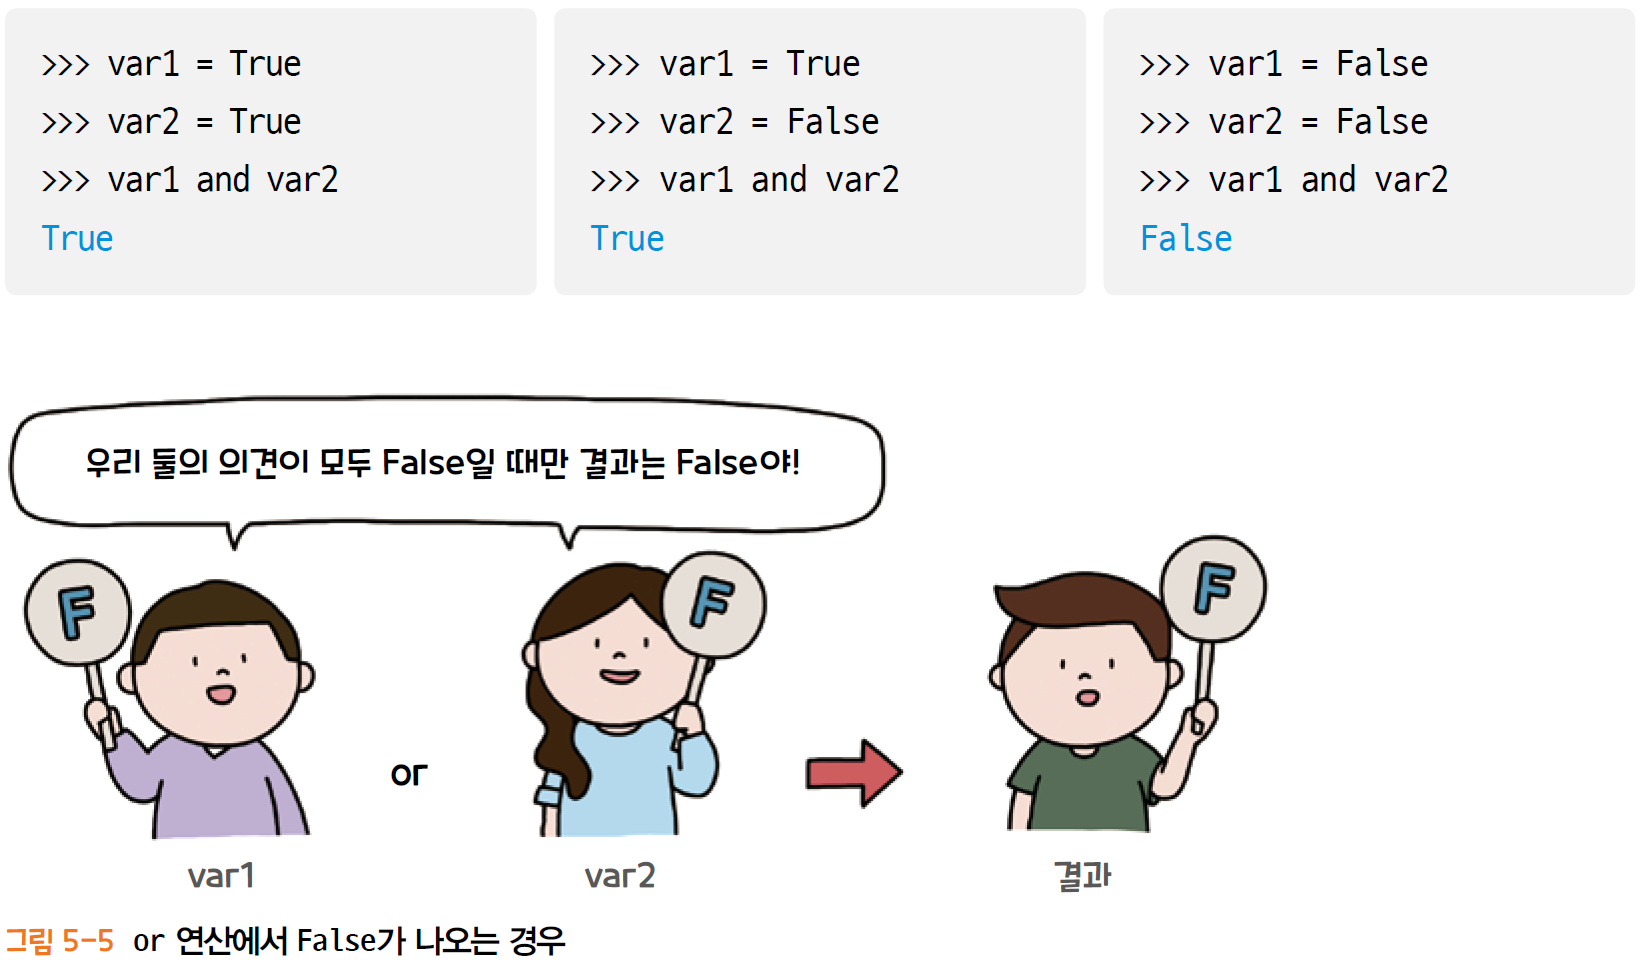 >>> var1 = True
>>> var2 = True
>>> var1 and var2
True
>>> var1 = True
>>> var2 = False
>>> var1 and var2
True
>>> var1 = False
>>> var2 = False
>>> var1 and var2
False
우리 둘의 의견이 모두 False일 때만 결과는 False야!
F
F
F
or
var1
var2
결과
그림 5-5 or 연산에서 False가 나오는 경우